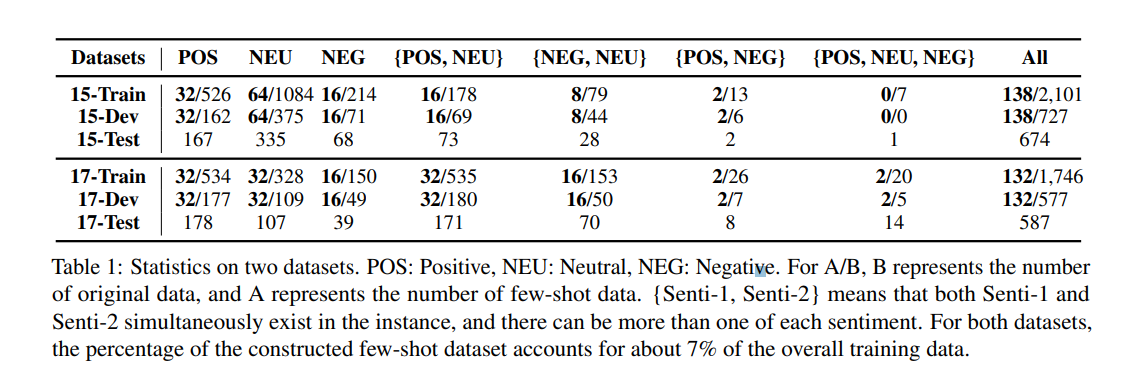 Datasets POS NEU NEG {POS, NEU} {NEG, NEU} {POS, NEG} {POS, NEU, NEG} All
15-Train 32/526 64/1084 16/214 16/178 8/79 2/13 0/7 138/2,101
15-Dev 32/162 64/375 16/71 16/69 8/44 2/6 0/0 138/727
15-Test 167 335 68 73 28 2 1 674
17-Train 32/534 32/328 16/150 32/535 16/153 2/26 2/20 132/1,746
17-Dev 32/177 32/109 16/49 32/180 16/50 2/7 2/5 132/577
17-Test 178 107 39 171 70 8 14 587
Table 1: Statistics on two datasets. POS: Positive, NEU: Neutral, NEG: Negative. For A/B, B represents the number
of original data, and A represents the number of few-shot data. {Senti-1, Senti-2} means that both Senti-1 and
Senti-2 simultaneously exist in the instance, and there can be more than one of each sentiment. For both datasets,
the percentage of the constructed few-shot dataset accounts for about 7% of the overall training data.